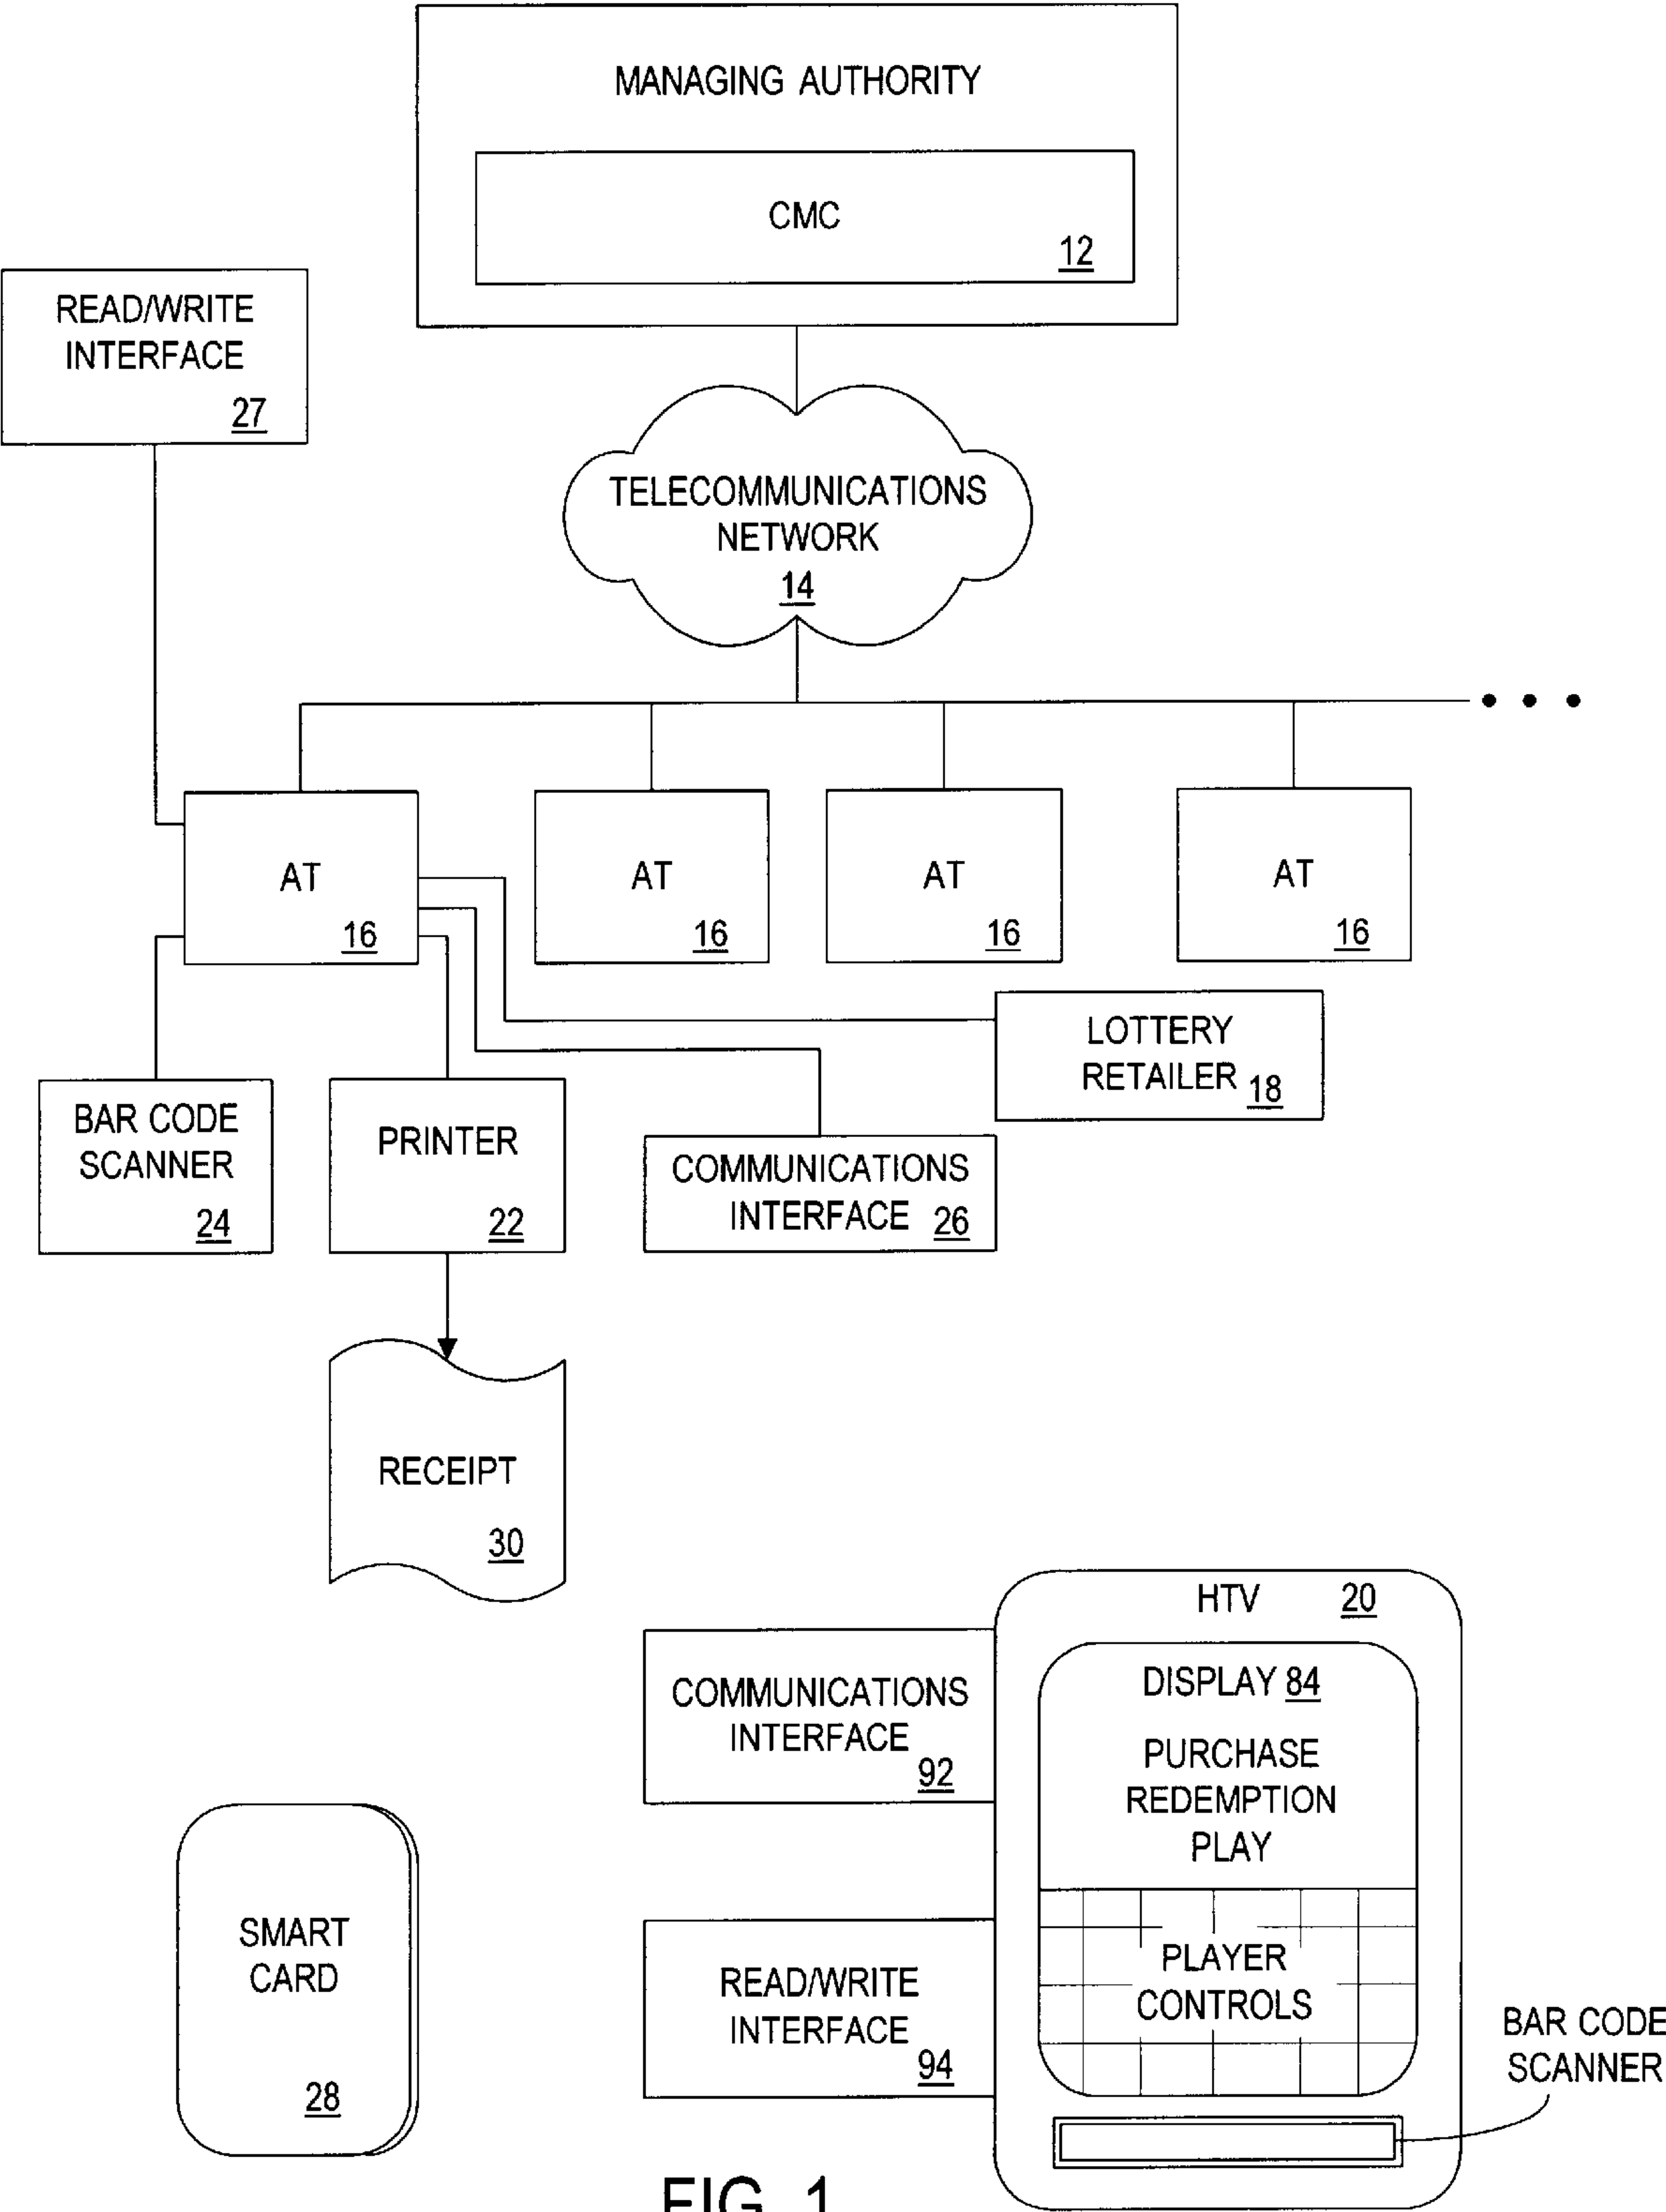 MANAGING AUTHORITY
CMC
12
READ/WRITE
INTERFACE
27
TELECOMMUNICATIONS
NETWORK
14
AT
16
AT
16
AT
16
AT
16
LOTTERY
RETAILER 18
BAR CODE
SCANNER
24
PRINTER
22
COMMUNICATIONS
INTERFACE 26
RECEIPT
30
HTV 20
DISPLAY 84
PURCHASE
REDEMPTION
PLAY
COMMUNICATIONS
INTERFACE
92
SMART
CARD
28
READ/WRITE
INTERFACE
94
PLAYER
CONTROLS
BAR CODE
SCANNER
FIG. 1